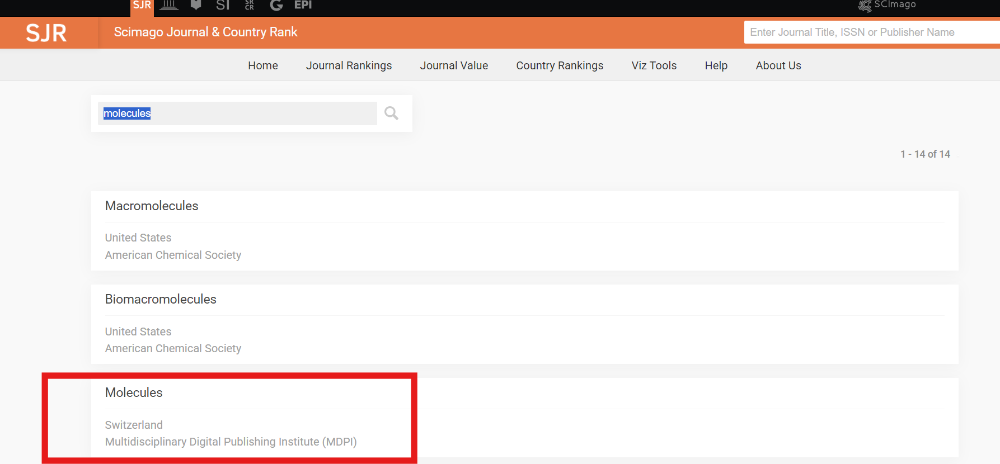 SJR SI SR CR G EPI SCImago
SJR Scimago Journal & Country Rank Enter Journal Title, ISSN or Publisher Name
Home Journal Rankings Journal Value Country Rankings Viz Tools Help About Us
molecules
1 - 14 of 14
Macromolecules
United States
American Chemical Society
Biomacromolecules
United States
American Chemical Society
Molecules
Switzerland
Multidisciplinary Digital Publishing Institute (MDPI)